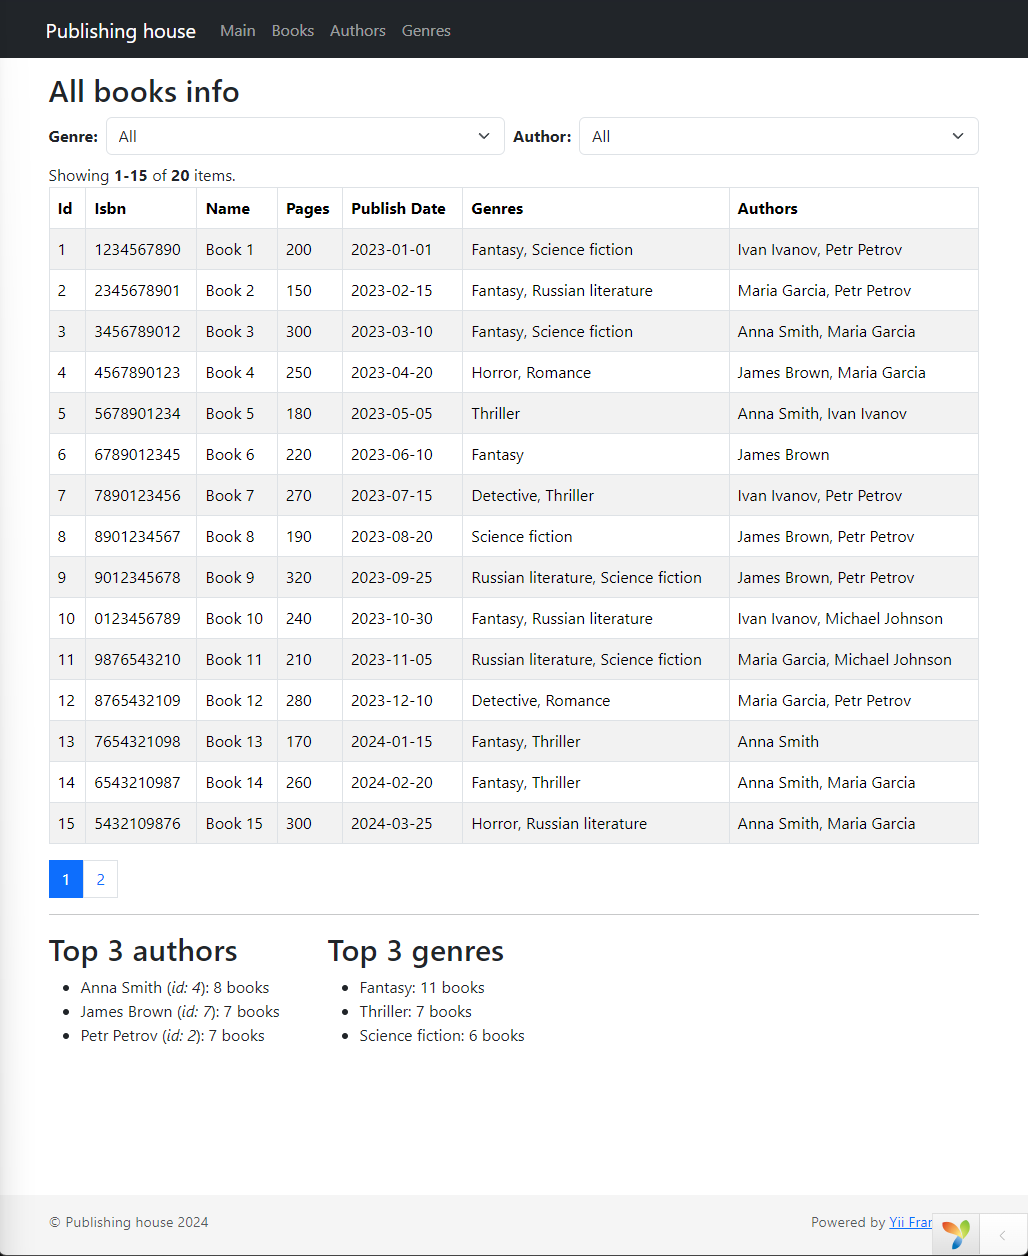 Publishing house Main Books Authors Genres
All books info
Genre: All Author: All
Showing 1-15 of 20 items.
Id Isbn Name Pages Publish Date Genres Authors
1 1234567890 Book 1 200 2023-01-01 Fantasy, Science fiction Ivan Ivanov, Petr Petrov
2 2345678901 Book 2 150 2023-02-15 Fantasy, Russian literature Maria Garcia, Petr Petrov
3 3456789012 Book 3 300 2023-03-10 Fantasy, Science fiction Anna Smith, Maria Garcia
4 4567890123 Book 4 250 2023-04-20 Horror, Romance James Brown, Maria Garcia
5 5678901234 Book 5 180 2023-05-05 Thriller Anna Smith, Ivan Ivanov
6 6789012345 Book 6 220 2023-06-10 Fantasy James Brown
7 7890123456 Book 7 270 2023-07-15 Detective, Thriller Ivan Ivanov, Petr Petrov
8 8901234567 Book 8 190 2023-08-20 Science fiction James Brown, Petr Petrov
9 9012345678 Book 9 320 2023-09-25 Russian literature, Science fiction James Brown, Petr Petrov
10 0123456789 Book 10 240 2023-10-30 Fantasy, Russian literature Ivan Ivanov, Michael Johnson
11 9876543210 Book 11 210 2023-11-05 Russian literature, Science fiction Maria Garcia, Michael Johnson
12 8765432109 Book 12 280 2023-12-10 Detective, Romance Maria Garcia, Petr Petrov
13 7654321098 Book 13 170 2024-01-15 Fantasy, Thriller Anna Smith
14 6543210987 Book 14 260 2024-02-20 Fantasy, Thriller Anna Smith, Maria Garcia
15 5432109876 Book 15 300 2024-03-25 Horror, Russian literature Anna Smith, Maria Garcia
1 2
Top 3 authors
Anna Smith (id: 4): 8 books
James Brown (id: 7): 7 books
Petr Petrov (id: 2): 7 books
Top 3 genres
Fantasy: 11 books
Thriller: 7 books
Science fiction: 6 books
© Publishing house 2024 Powered by Yii